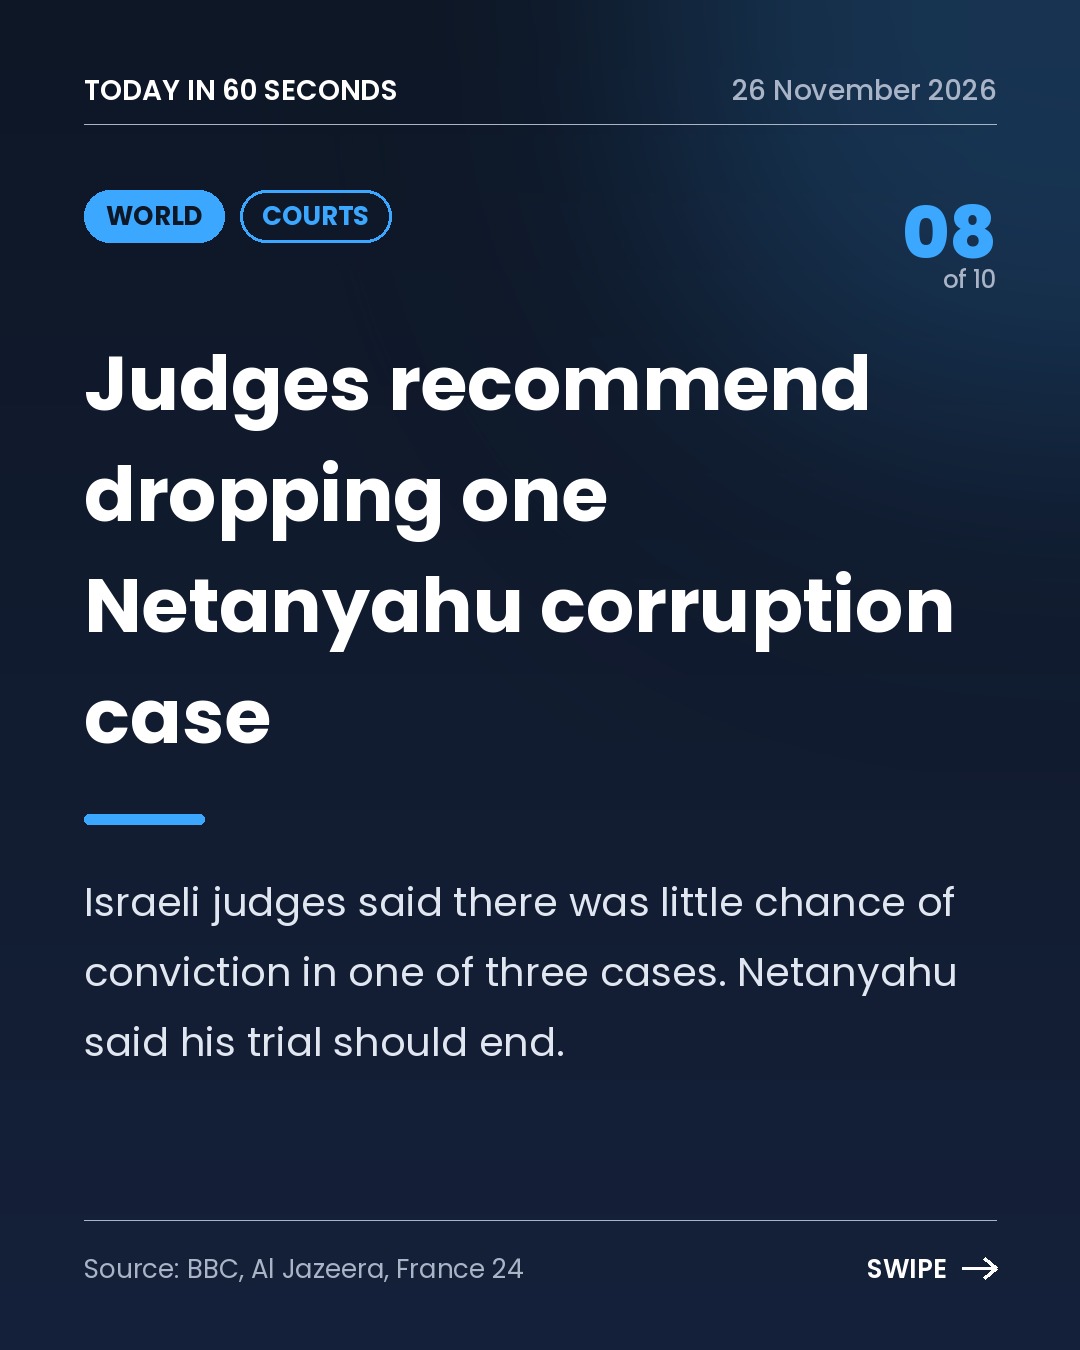 TODAY IN 60 SECONDS
26 November 2026
WORLD
COURTS
08
of 10
Judges recommend
dropping one
Netanyahu corruption
case
Israeli judges said there was little chance of
conviction in one of three cases. Netanyahu
said his trial should end.
Source: BBC, Al Jazeera, France 24
SWIPE